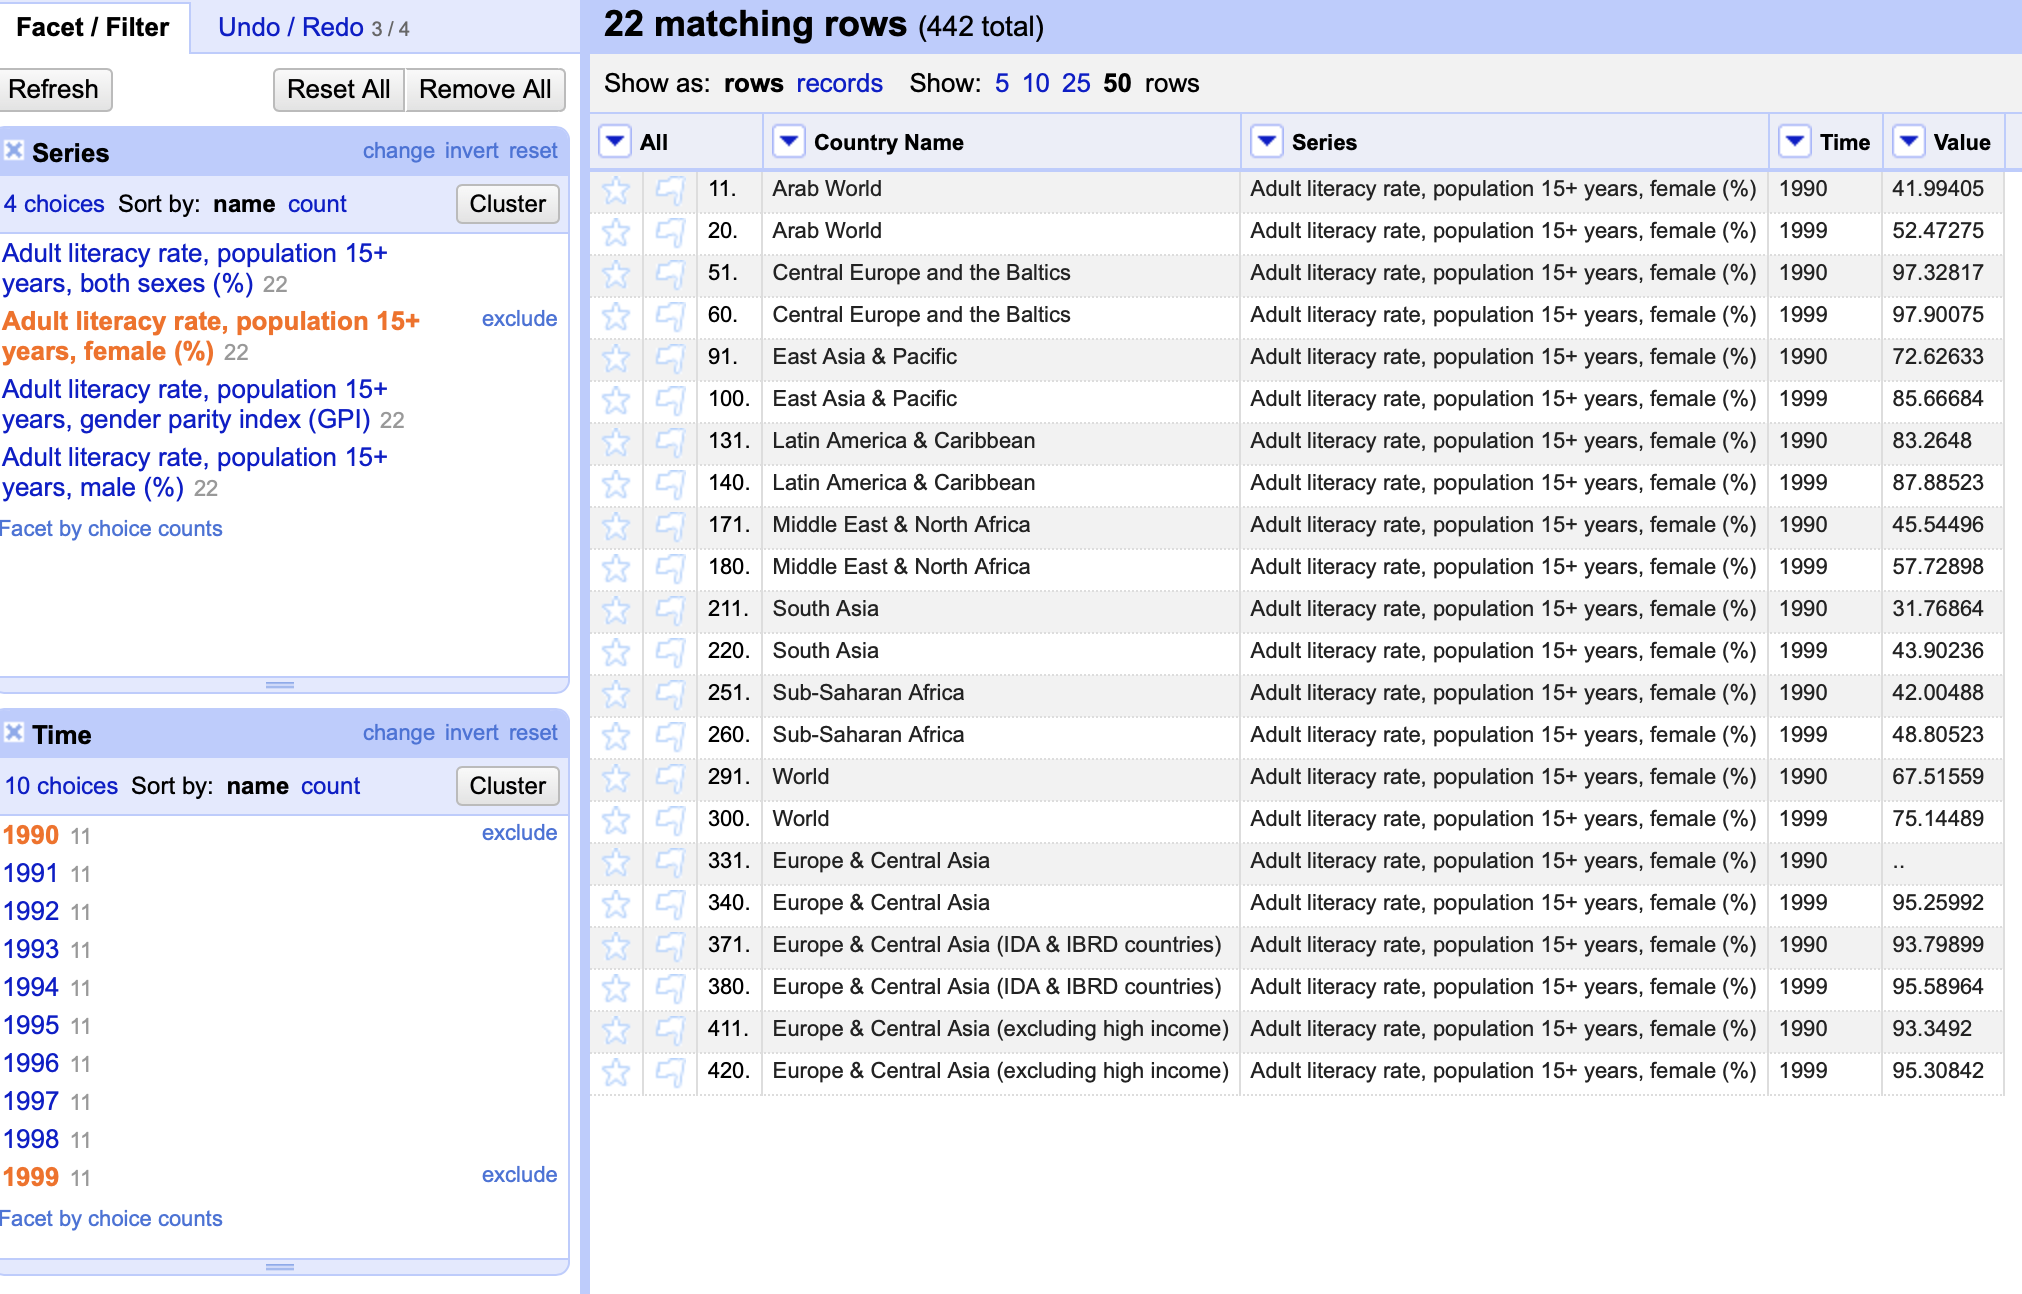 Facet / Filter Undo / Redo 3 / 4
Refresh Reset All Remove All
Series change invert reset
4 choices Sort by: name count Cluster
Adult literacy rate, population 15+
years, both sexes (%) 22
Adult literacy rate, population 15+ exclude
years, female (%) 22
Adult literacy rate, population 15+
years, gender parity index (GPI) 22
Adult literacy rate, population 15+
years, male (%) 22
Facet by choice counts
Time change invert reset
10 choices Sort by: name count Cluster
1990 11 exclude
1991 11
1992 11
1993 11
1994 11
1995 11
1996 11
1997 11
1998 11
1999 11 exclude
Facet by choice counts
22 matching rows (442 total)
Show as: rows records Show: 5 10 25 50 rows
All Country Name Series Time Value
11. Arab World Adult literacy rate, population 15+ years, female (%) 1990 41.99405
20. Arab World Adult literacy rate, population 15+ years, female (%) 1999 52.47275
51. Central Europe and the Baltics Adult literacy rate, population 15+ years, female (%) 1990 97.32817
60. Central Europe and the Baltics Adult literacy rate, population 15+ years, female (%) 1999 97.90075
91. East Asia & Pacific Adult literacy rate, population 15+ years, female (%) 1990 72.62633
100. East Asia & Pacific Adult literacy rate, population 15+ years, female (%) 1999 85.66684
131. Latin America & Caribbean Adult literacy rate, population 15+ years, female (%) 1990 83.2648
140. Latin America & Caribbean Adult literacy rate, population 15+ years, female (%) 1999 87.88523
171. Middle East & North Africa Adult literacy rate, population 15+ years, female (%) 1990 45.54496
180. Middle East & North Africa Adult literacy rate, population 15+ years, female (%) 1999 57.72898
211. South Asia Adult literacy rate, population 15+ years, female (%) 1990 31.76864
220. South Asia Adult literacy rate, population 15+ years, female (%) 1999 43.90236
251. Sub-Saharan Africa Adult literacy rate, population 15+ years, female (%) 1990 42.00488
260. Sub-Saharan Africa Adult literacy rate, population 15+ years, female (%) 1999 48.80523
291. World Adult literacy rate, population 15+ years, female (%) 1990 67.51559
300. World Adult literacy rate, population 15+ years, female (%) 1999 75.14489
331. Europe & Central Asia Adult literacy rate, population 15+ years, female (%) 1990 ..
340. Europe & Central Asia Adult literacy rate, population 15+ years, female (%) 1999 95.25992
371. Europe & Central Asia (IDA & IBRD countries) Adult literacy rate, population 15+ years, female (%) 1990 93.79899
380. Europe & Central Asia (IDA & IBRD countries) Adult literacy rate, population 15+ years, female (%) 1999 95.58964
411. Europe & Central Asia (excluding high income) Adult literacy rate, population 15+ years, female (%) 1990 93.3492
420. Europe & Central Asia (excluding high income) Adult literacy rate, population 15+ years, female (%) 1999 95.30842